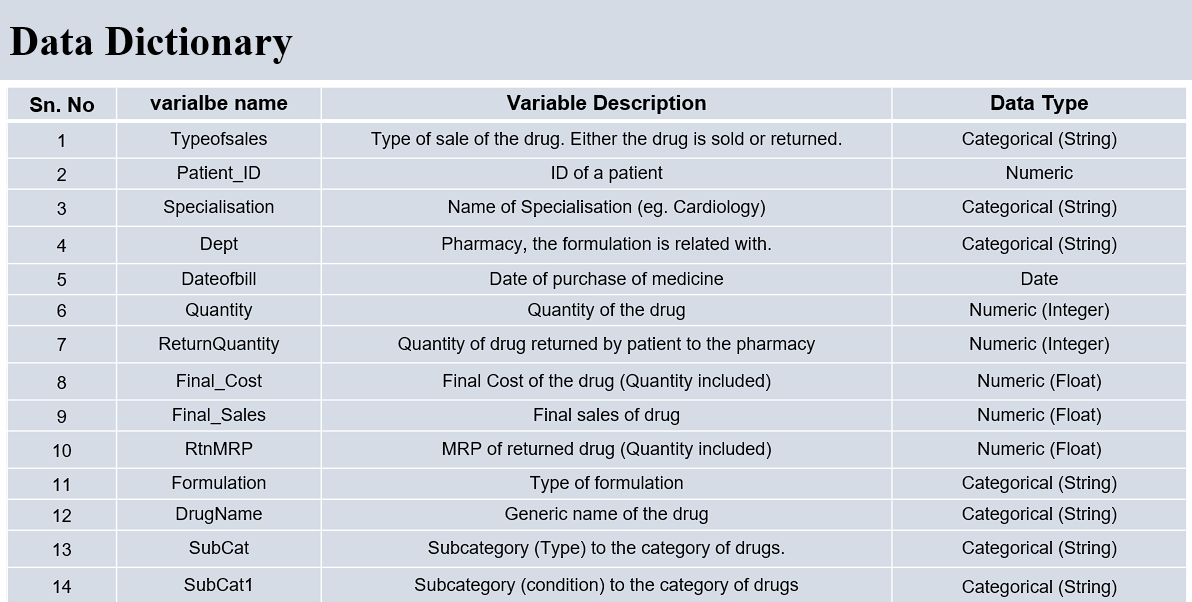 Data Dictionary
Sn. No varialbe name Variable Description Data Type
1 Typeofsales Type of sale of the drug. Either the drug is sold or returned. Categorical (String)
2 Patient_ID ID of a patient Numeric
3 Specialisation Name of Specialisation (eg. Cardiology) Categorical (String)
4 Dept Pharmacy, the formulation is related with. Categorical (String)
5 Dateofbill Date of purchase of medicine Date
6 Quantity Quantity of the drug Numeric (Integer)
7 ReturnQuantity Quantity of drug returned by patient to the pharmacy Numeric (Integer)
8 Final_Cost Final Cost of the drug (Quantity included) Numeric (Float)
9 Final_Sales Final sales of drug Numeric (Float)
10 RtnMRP MRP of returned drug (Quantity included) Numeric (Float)
11 Formulation Type of formulation Categorical (String)
12 DrugName Generic name of the drug Categorical (String)
13 SubCat Subcategory (Type) to the category of drugs. Categorical (String)
14 SubCat1 Subcategory (condition) to the category of drugs Categorical (String)